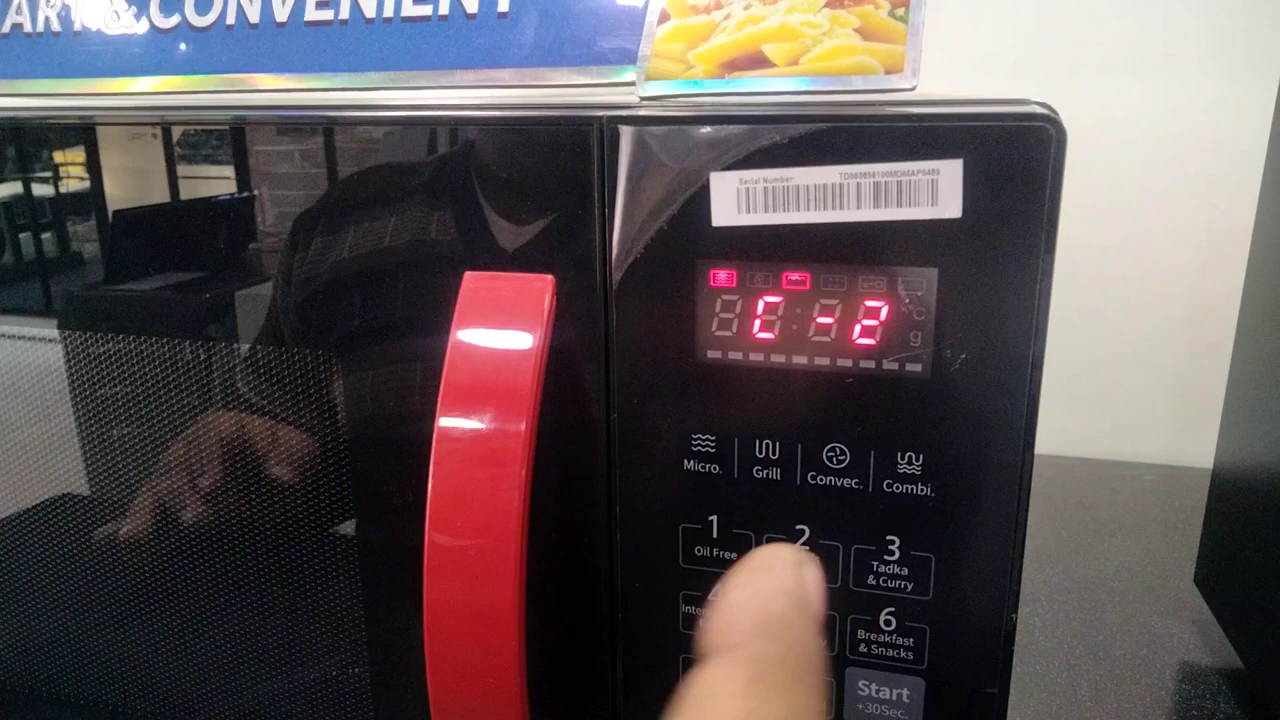 ART & CONVENIENT
Serial Number: TD003856100MDMAP0489
C-2
°C
g
Micro. Grill Convec. Combi.
1 2 3
Oil Free Tadka
& Curry
6
Breakfast
& Snacks
Start
+30Sec.